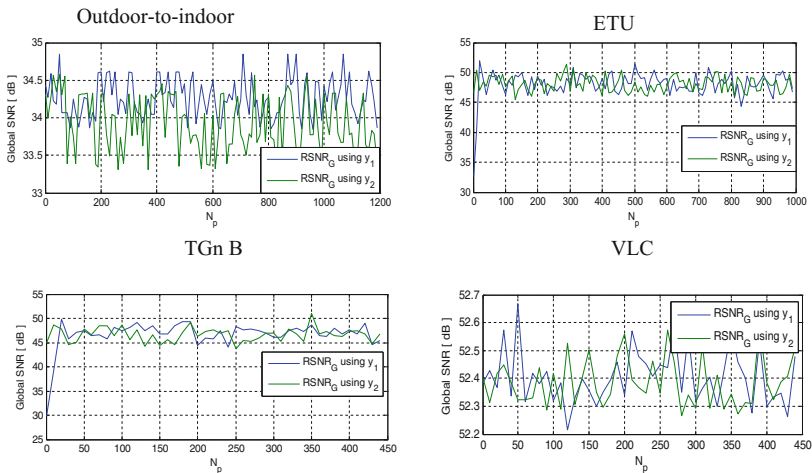 Outdoor-to-indoor
35
34.5
34
33.5
33
Global SNR [ dB]
0 200 400 600 800 1000 1200
N_p
RSNR_G using y_1
RSNR_G using y_2
ETU
55
50
45
40
35
30
Global SNR [ dB ]
0 100 200 300 400 500 600 700 800 900 1000
N_p
RSNR_G using y_1
RSNR_G using y_2
TGn B
55
50
45
40
35
30
25
Global SNR [ dB ]
0 50 100 150 200 250 300 350 400 450
N_p
RSNR_G using y_1
RSNR_G using y_2
VLC
52.7
52.6
52.5
52.4
52.3
52.2
Global SNR [ dB ]
0 50 100 150 200 250 300 350 400 450
N_p
RSNR_G using y_1
RSNR_G using y_2